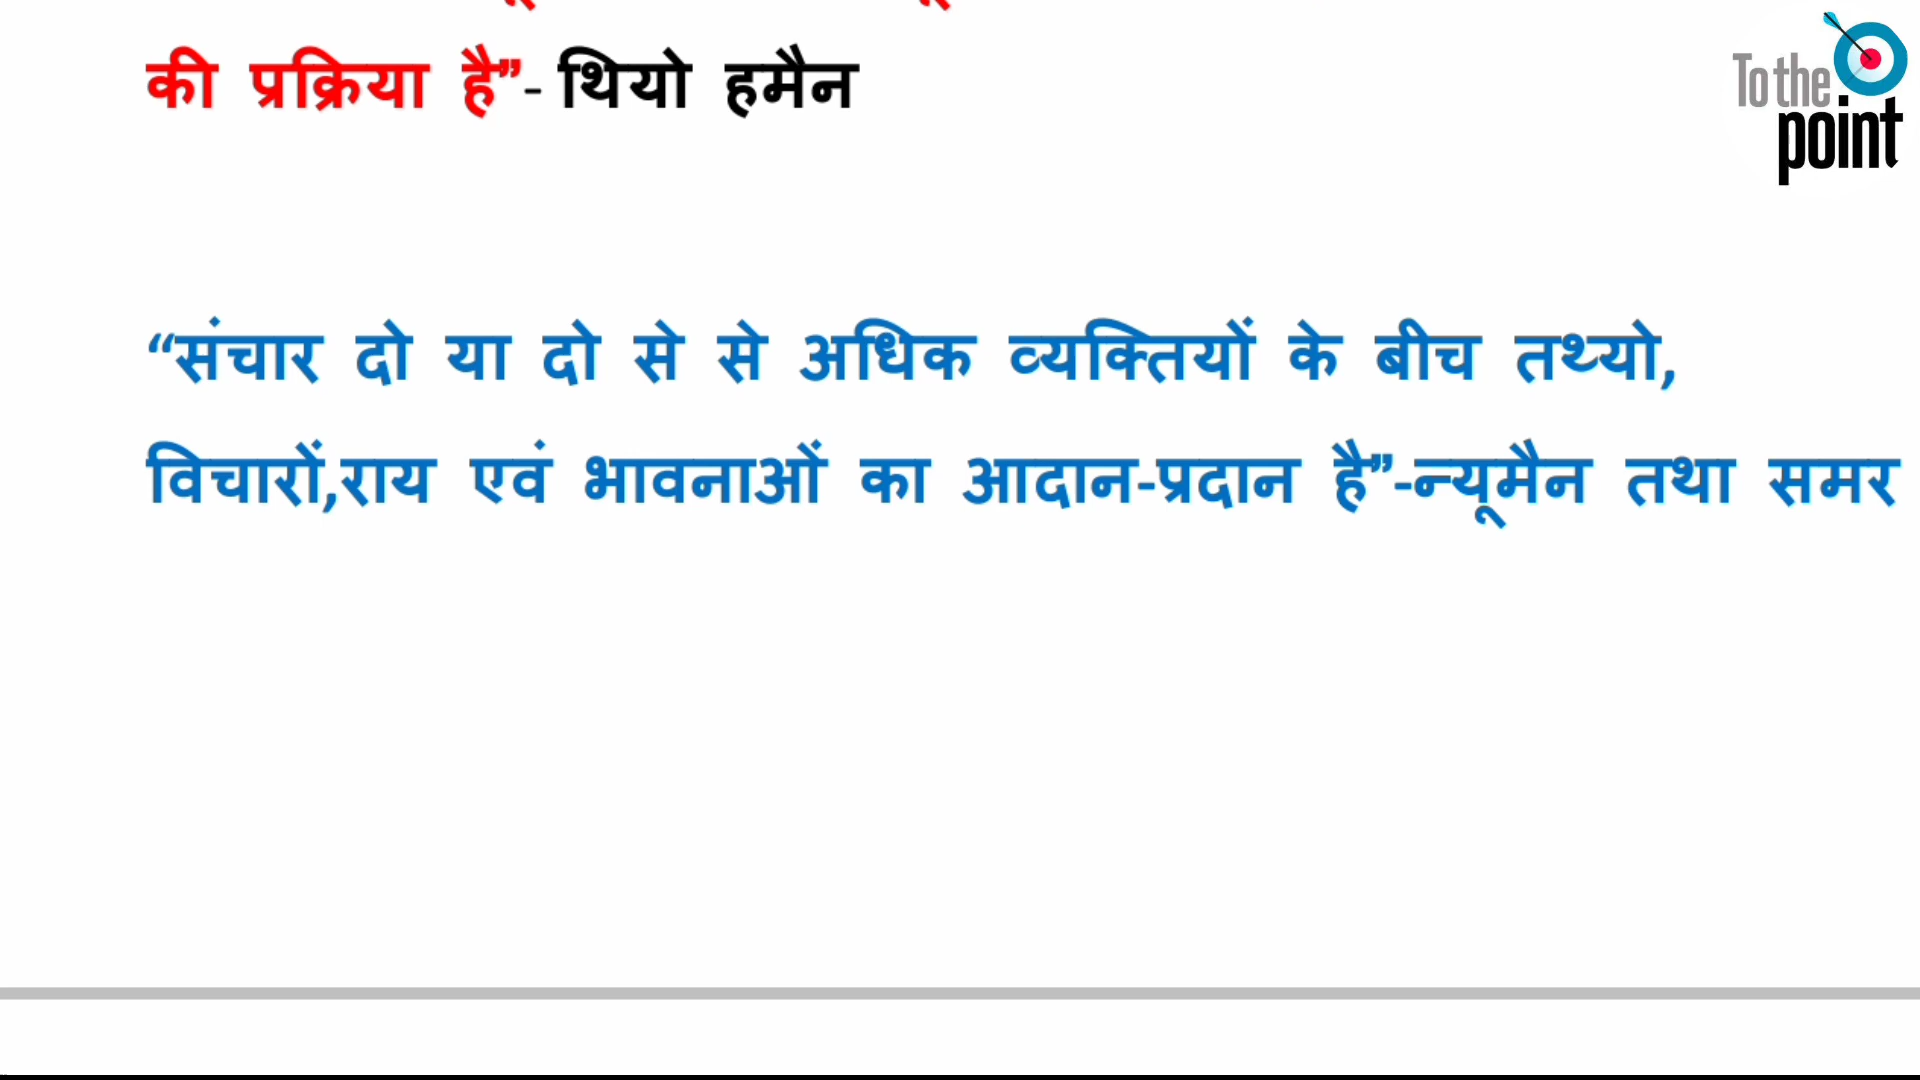 की प्रक्रिया है”- थियो हमैन
To the
point
“संचार दो या दो से से अधिक व्यक्तियों के बीच तथ्यो,
विचारों,राय एवं भावनाओं का आदान-प्रदान है”-न्यूमैन तथा समर